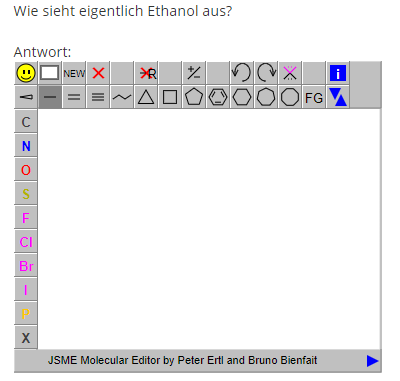 Wie sieht eigentlich Ethanol aus?
Antwort:
NEW R +/- i
FG
C
N
O
S
F
Cl
Br
I
P
X
JSME Molecular Editor by Peter Ertl and Bruno Bienfait